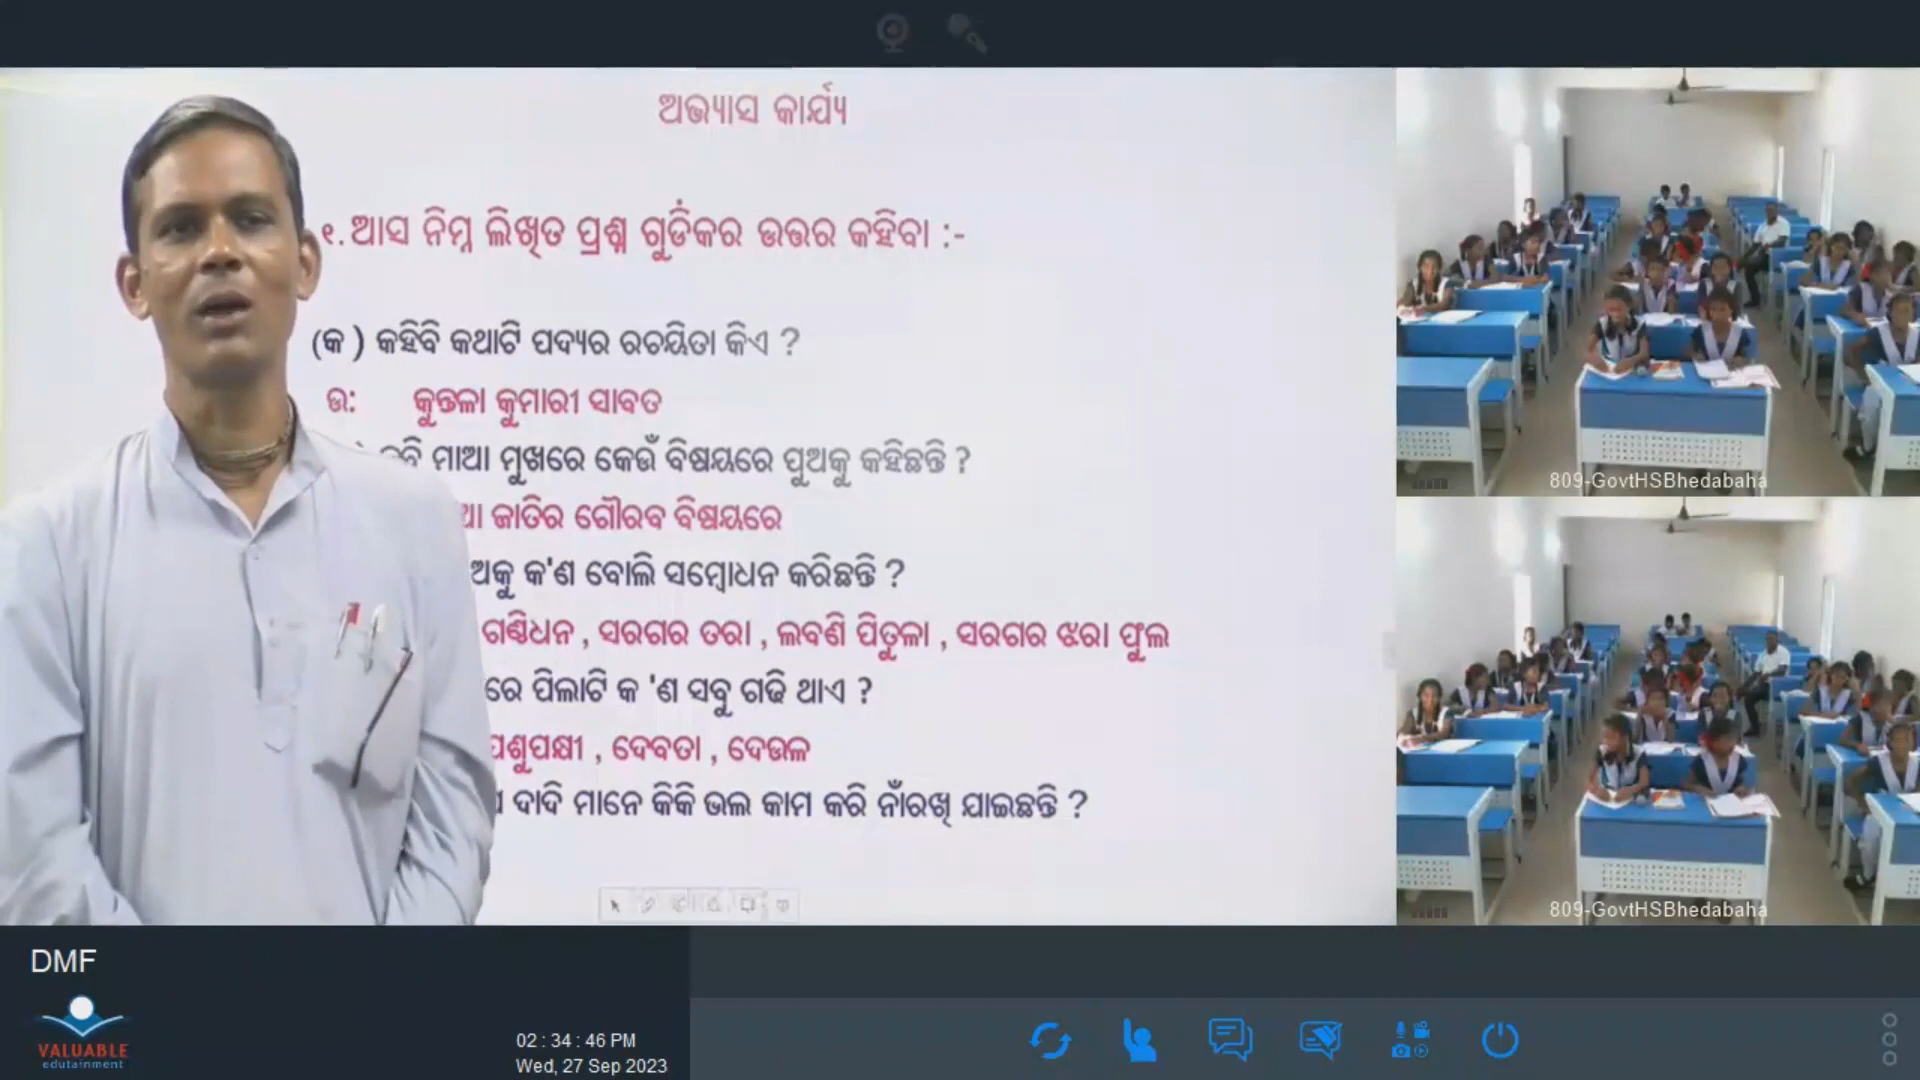 ଅଭ୍ୟାସ କାର୍ଯ୍ୟ
୧. ଆସ ନିମ୍ନ ଲିଖିତ ପ୍ରଶ୍ନ ଗୁଡିଁକର ଉତ୍ତର କହିବା :-
(କ ) କହିବି କଥାଟି ପଦ୍ୟର ରଚୟିତା କିଏ ?
ଉ: କୁନ୍ତଳା କୁମାରୀ ସାବତ
ମାଆ ମୁଖରେ କେଉଁ ବିଷୟରେ ପୁଅକୁ କହିଛନ୍ତି ?
ଜାତିର ଗୌରବ ବିଷୟରେ
କ'ଣ ବୋଲି ସମ୍ବୋଧନ କରିଛନ୍ତି ?
ଗଣ୍ଠିଧନ , ସରଗର ତରା , ଲବଣି ପିତୁଳା , ସରଗର ଝରା ଫୁଲ
ରେ ପିଲାଟି କ 'ଣ ସବୁ ଗଢି ଥାଏ ?
ପଶୁପକ୍ଷୀ , ଦେବତା , ଦେଉଳ
ଦାଦି ମାନେ କିକି ଭଲ କାମ କରି ନାଁରଖି ଯାଇଛନ୍ତି ?
809-GovtHSBhedabaha
809-GovtHSBhedabaha
DMF
VALUABLE
edutainment
02 : 34 : 46 PM
Wed, 27 Sep 2023